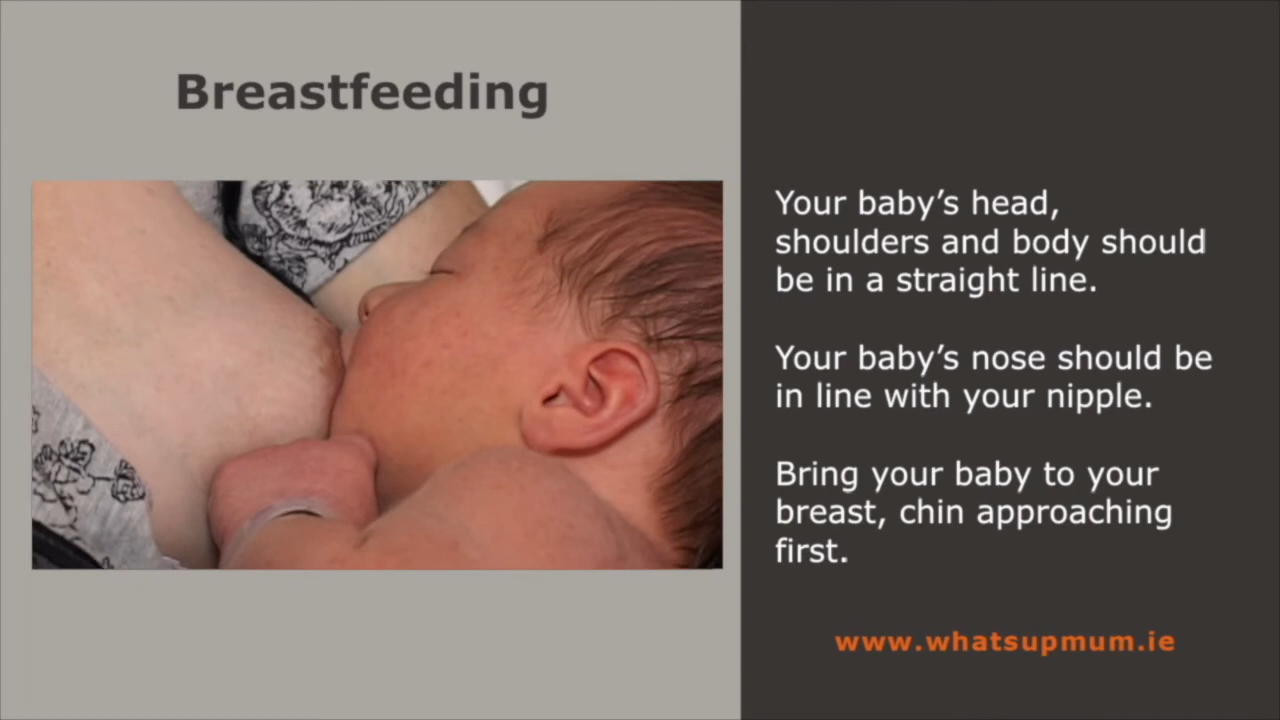 Breastfeeding
Your baby’s head,
shoulders and body should
be in a straight line.
Your baby’s nose should be
in line with your nipple.
Bring your baby to your
breast, chin approaching
first.
www.whatsupmum.ie